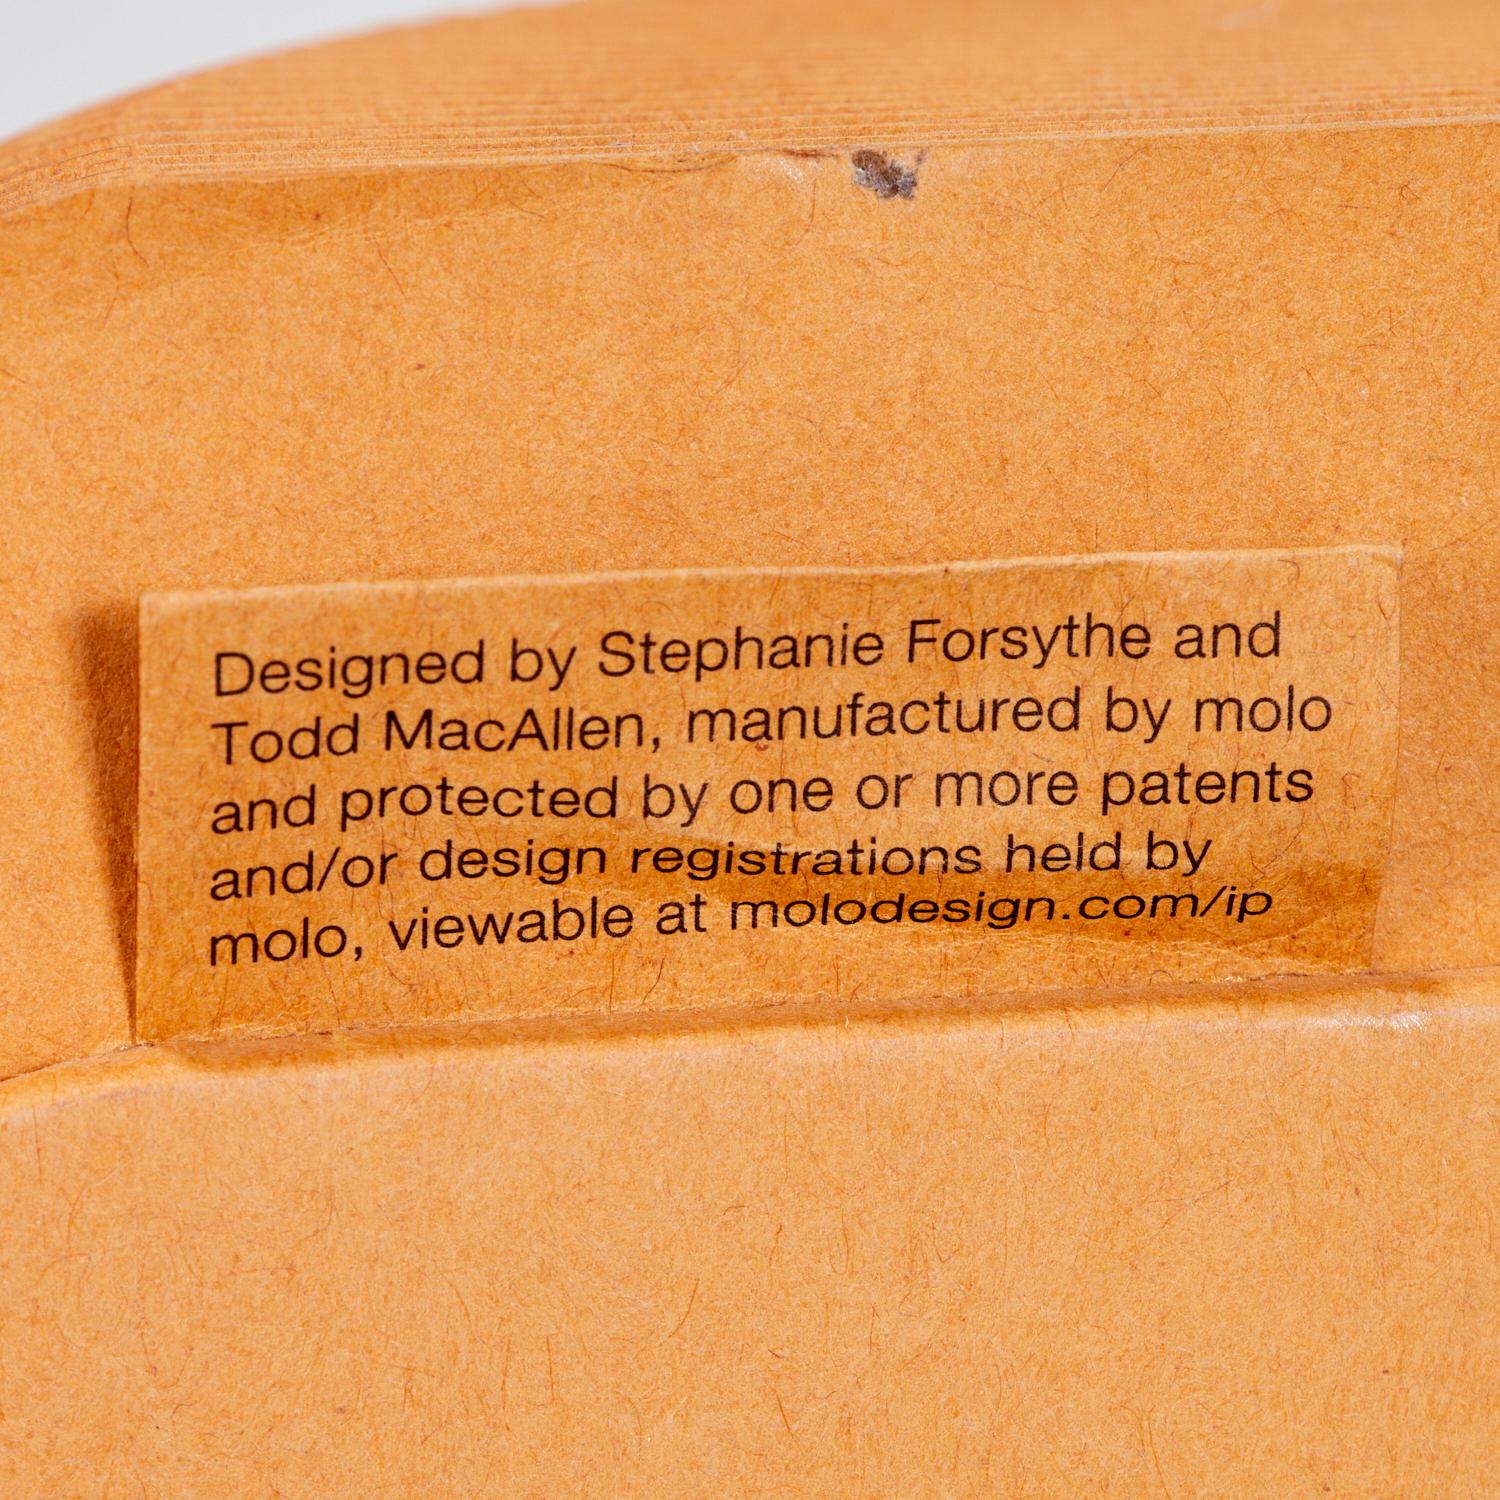 Designed by Stephanie Forsythe and
Todd MacAllen, manufactured by molo
and protected by one or more patents
and/or design registrations held by
molo, viewable at molodesign.com/ip